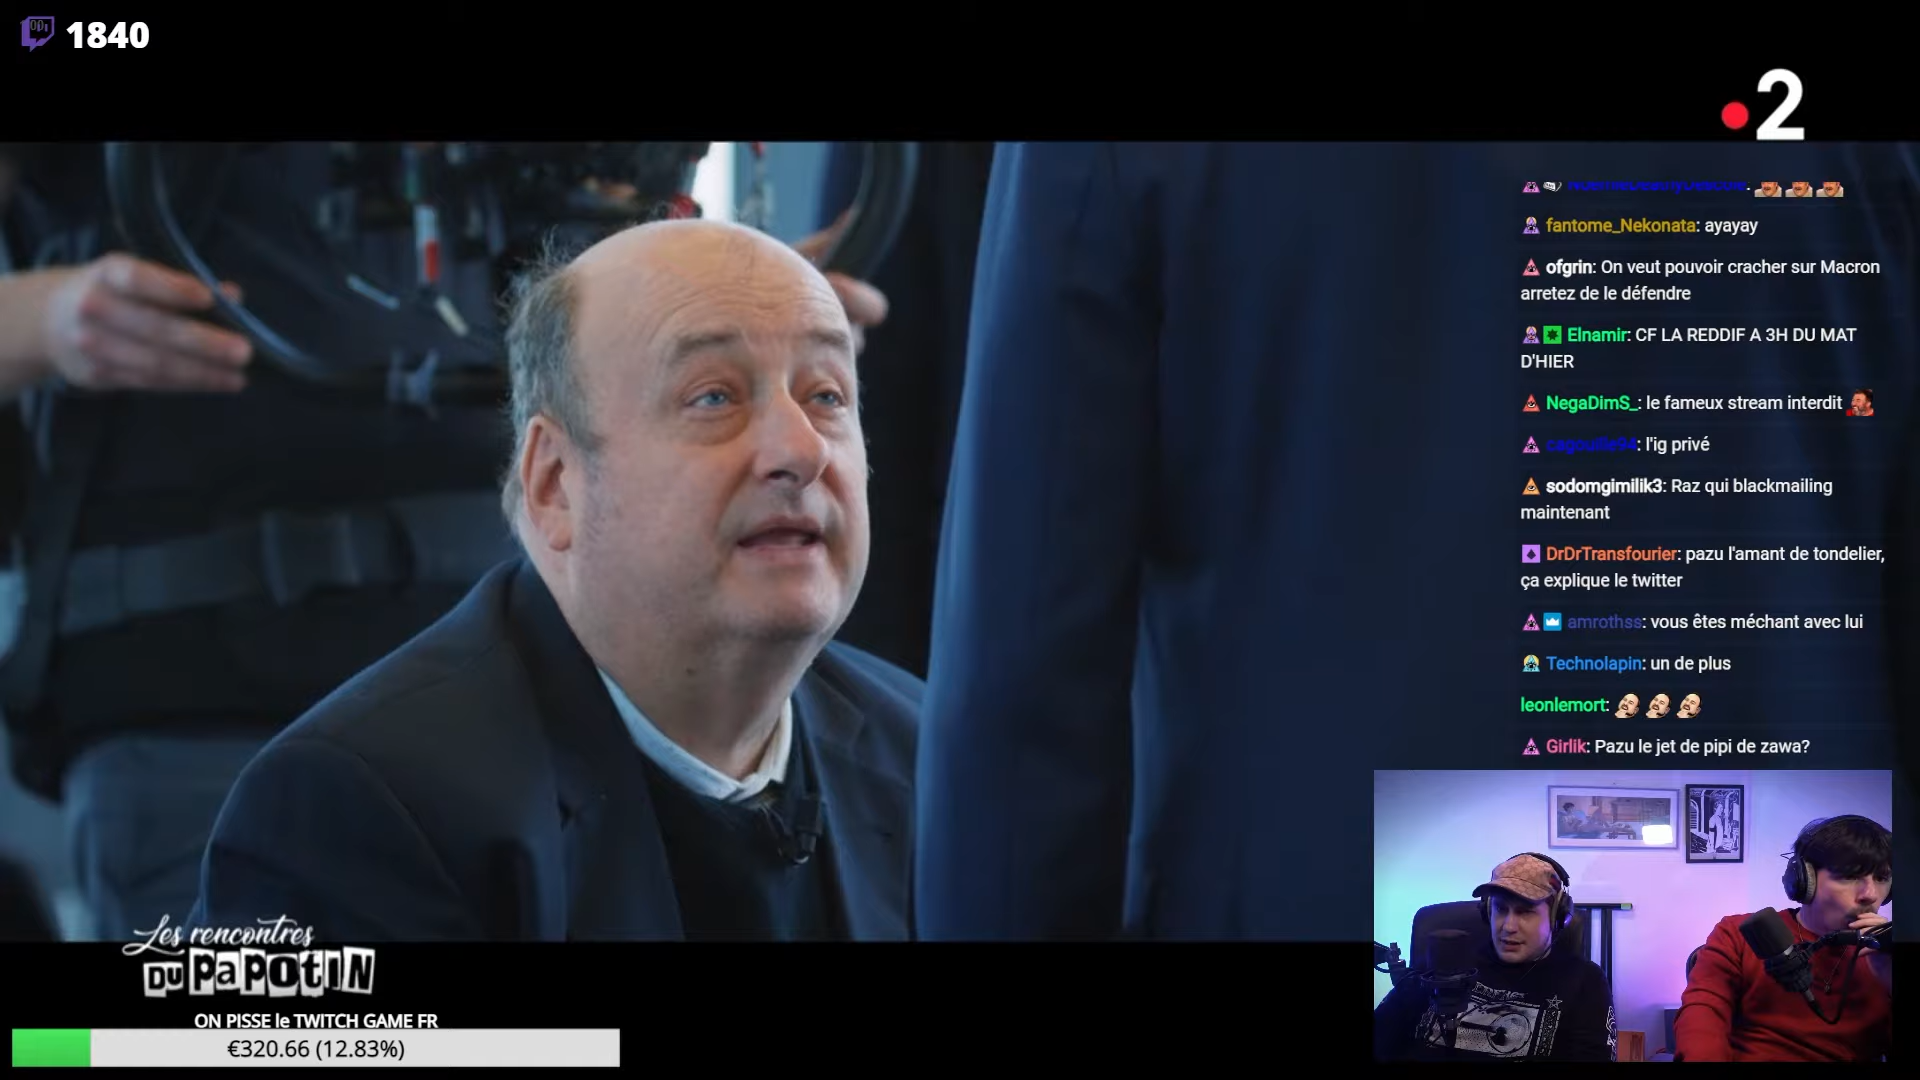 1840
2
fantome_Nekonata: ayayay
ofgrin: On veut pouvoir cracher sur Macron
arretez de le défendre
Elnamir: CF LA REDDIF A 3H DU MAT
D'HIER
NegaDimS_: le fameux stream interdit
cagouille94: l'ig privé
sodomgimilik3: Raz qui blackmailing
maintenant
DrDrTransfourier: pazu l'amant de tondelier,
ça explique le twitter
amrothss: vous êtes méchant avec lui
Technolapin: un de plus
leonlemort:
Girlik: Pazu le jet de pipi de zawa?
Les rencontres
DU PAPOTIN
ON PISSE le TWITCH GAME FR
€320.66 (12.83%)